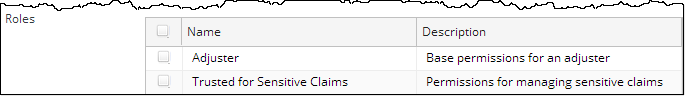 Roles
Name Description
Adjuster Base permissions for an adjuster
Trusted for Sensitive Claims Permissions for managing sensitive claims